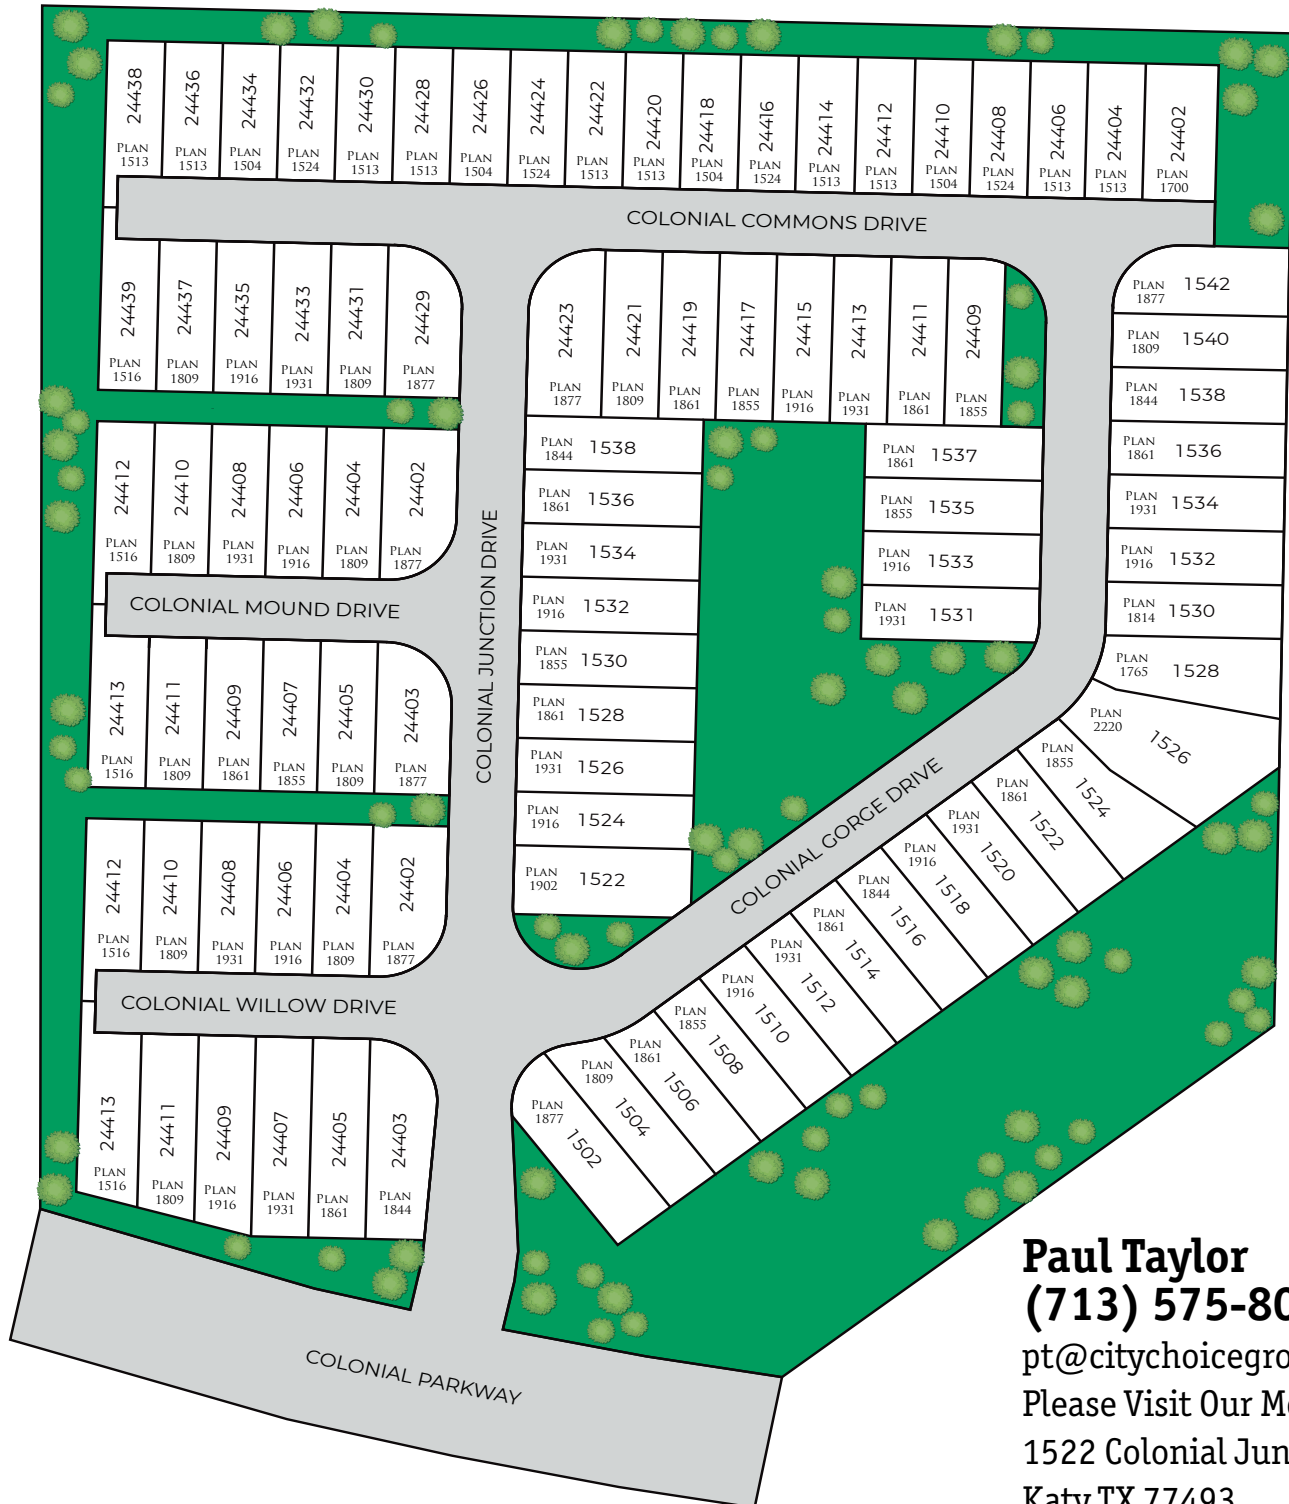 24438
PLAN
1513
24436
PLAN
1513
24434
PLAN
1504
24432
PLAN
1524
24430
PLAN
1513
24428
PLAN
1513
24426
PLAN
1504
24424
PLAN
1524
24422
PLAN
1513
24420
PLAN
1513
24418
PLAN
1504
24416
PLAN
1524
24414
PLAN
1513
24412
PLAN
1513
24410
PLAN
1504
24408
PLAN
1524
24406
PLAN
1513
24404
PLAN
1513
24402
PLAN
1700
COLONIAL COMMONS DRIVE
24439
PLAN
1516
24437
PLAN
1809
24435
PLAN
1916
24433
PLAN
1931
24431
PLAN
1809
24429
PLAN
1877
24423
PLAN
1877
24421
PLAN
1809
24419
PLAN
1861
24417
PLAN
1855
24415
PLAN
1916
24413
PLAN
1931
24411
PLAN
1861
24409
PLAN
1855
PLAN
1877
1542
PLAN
1809
1540
PLAN
1844
1538
PLAN
1861
1536
PLAN
1931
1534
PLAN
1916
1532
PLAN
1814
1530
PLAN
1765
1528
PLAN
2220
1526
24412
PLAN
1516
24410
PLAN
1809
24408
PLAN
1931
24406
PLAN
1916
24404
PLAN
1809
24402
PLAN
1877
COLONIAL MOUND DRIVE
COLONIAL JUNCTION DRIVE
PLAN
1844
1538
PLAN
1861
1536
PLAN
1931
1534
PLAN
1916
1532
PLAN
1855
1530
PLAN
1861
1528
PLAN
1931
1526
PLAN
1916
1524
PLAN
1902
1522
PLAN
1861
1537
PLAN
1855
1535
PLAN
1916
1533
PLAN
1931
1531
24413
PLAN
1516
24411
PLAN
1809
24409
PLAN
1861
24407
PLAN
1855
24405
PLAN
1809
24403
PLAN
1877
COLONIAL GORGE DRIVE
PLAN
1855
1524
PLAN
1861
1522
PLAN
1931
1520
PLAN
1916
1518
PLAN
1844
1516
PLAN
1861
1514
PLAN
1931
1512
PLAN
1916
1510
PLAN
1855
1508
PLAN
1861
1506
PLAN
1809
1504
PLAN
1877
1502
24412
PLAN
1516
24410
PLAN
1809
24408
PLAN
1931
24406
PLAN
1916
24404
PLAN
1809
24402
PLAN
1877
COLONIAL WILLOW DRIVE
24413
PLAN
1516
24411
PLAN
1809
24409
PLAN
1916
24407
PLAN
1931
24405
PLAN
1861
24403
PLAN
1844
COLONIAL PARKWAY
Paul Taylor
(713) 575-80
pt@citychoicegro
Please Visit Our M
1522 Colonial Jun
Katy TX 77493